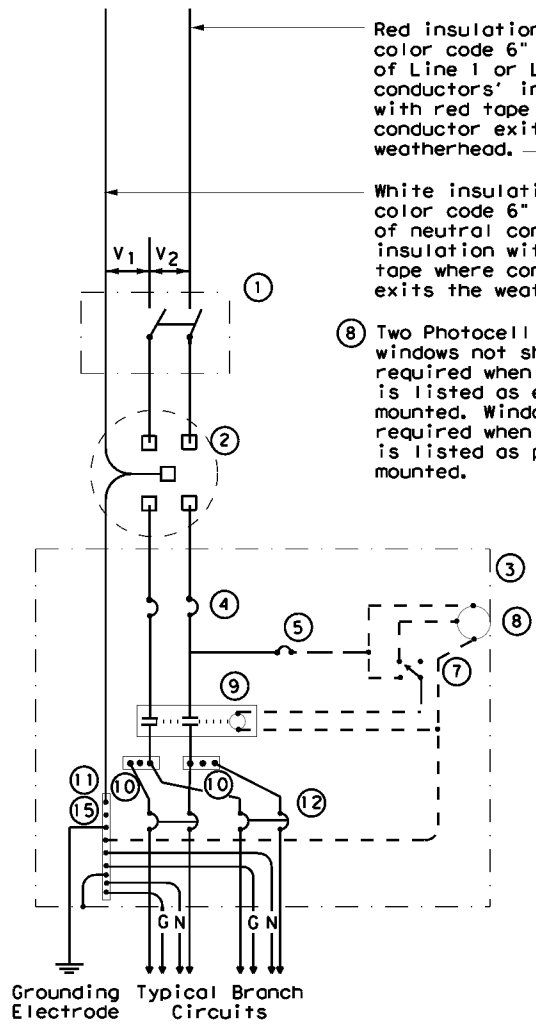 Red insulation
color code 6"
of Line 1 or L
conductors' in
with red tape
conductor exit
weatherhead.
White insulati
color code 6"
of neutral con
insulation wit
tape where con
exits the weat
V1 V2
1
8 Two Photocell
windows not sh
required when
is listed as e
mounted. Windo
required when
is listed as p
mounted.
2
3
4
5
8
7
9
11
10 10
15
12
G N G N
Grounding Typical Branch
Electrode Circuits